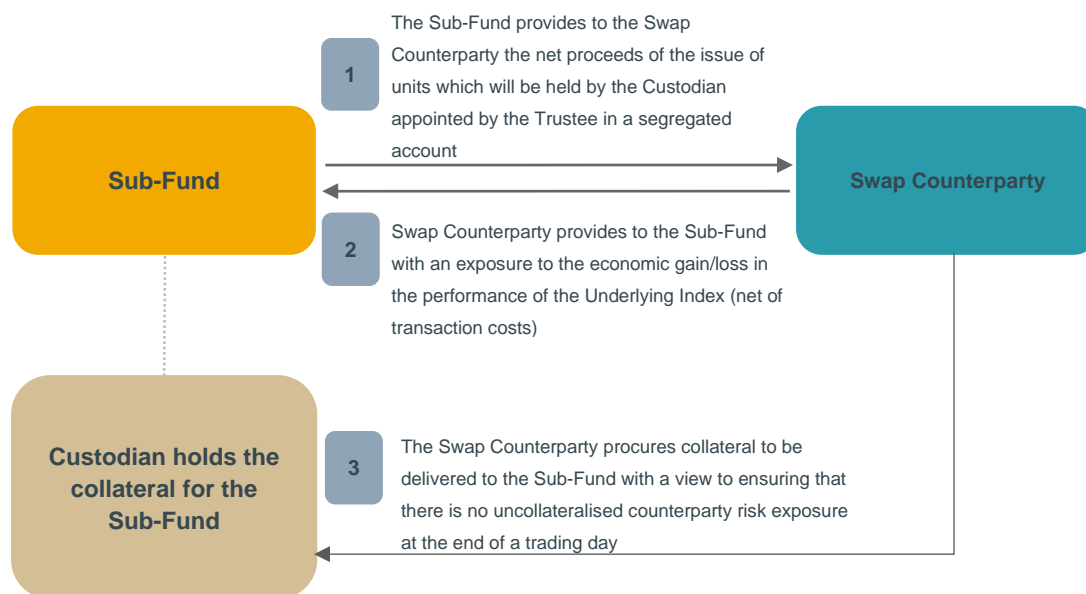 The Sub-Fund provides to the Swap
Counterparty the net proceeds of the issue of
1
units which will be held by the Custodian
appointed by the Trustee in a segregated
account
Sub-Fund
Swap Counterparty
2
Swap Counterparty provides to the Sub-Fund
with an exposure to the economic gain/loss in
the performance of the Underlying Index (net of
transaction costs)
Custodian holds the
collateral for the
Sub-Fund
3
The Swap Counterparty procures collateral to be
delivered to the Sub-Fund with a view to ensuring that
there is no uncollateralised counterparty risk exposure
at the end of a trading day